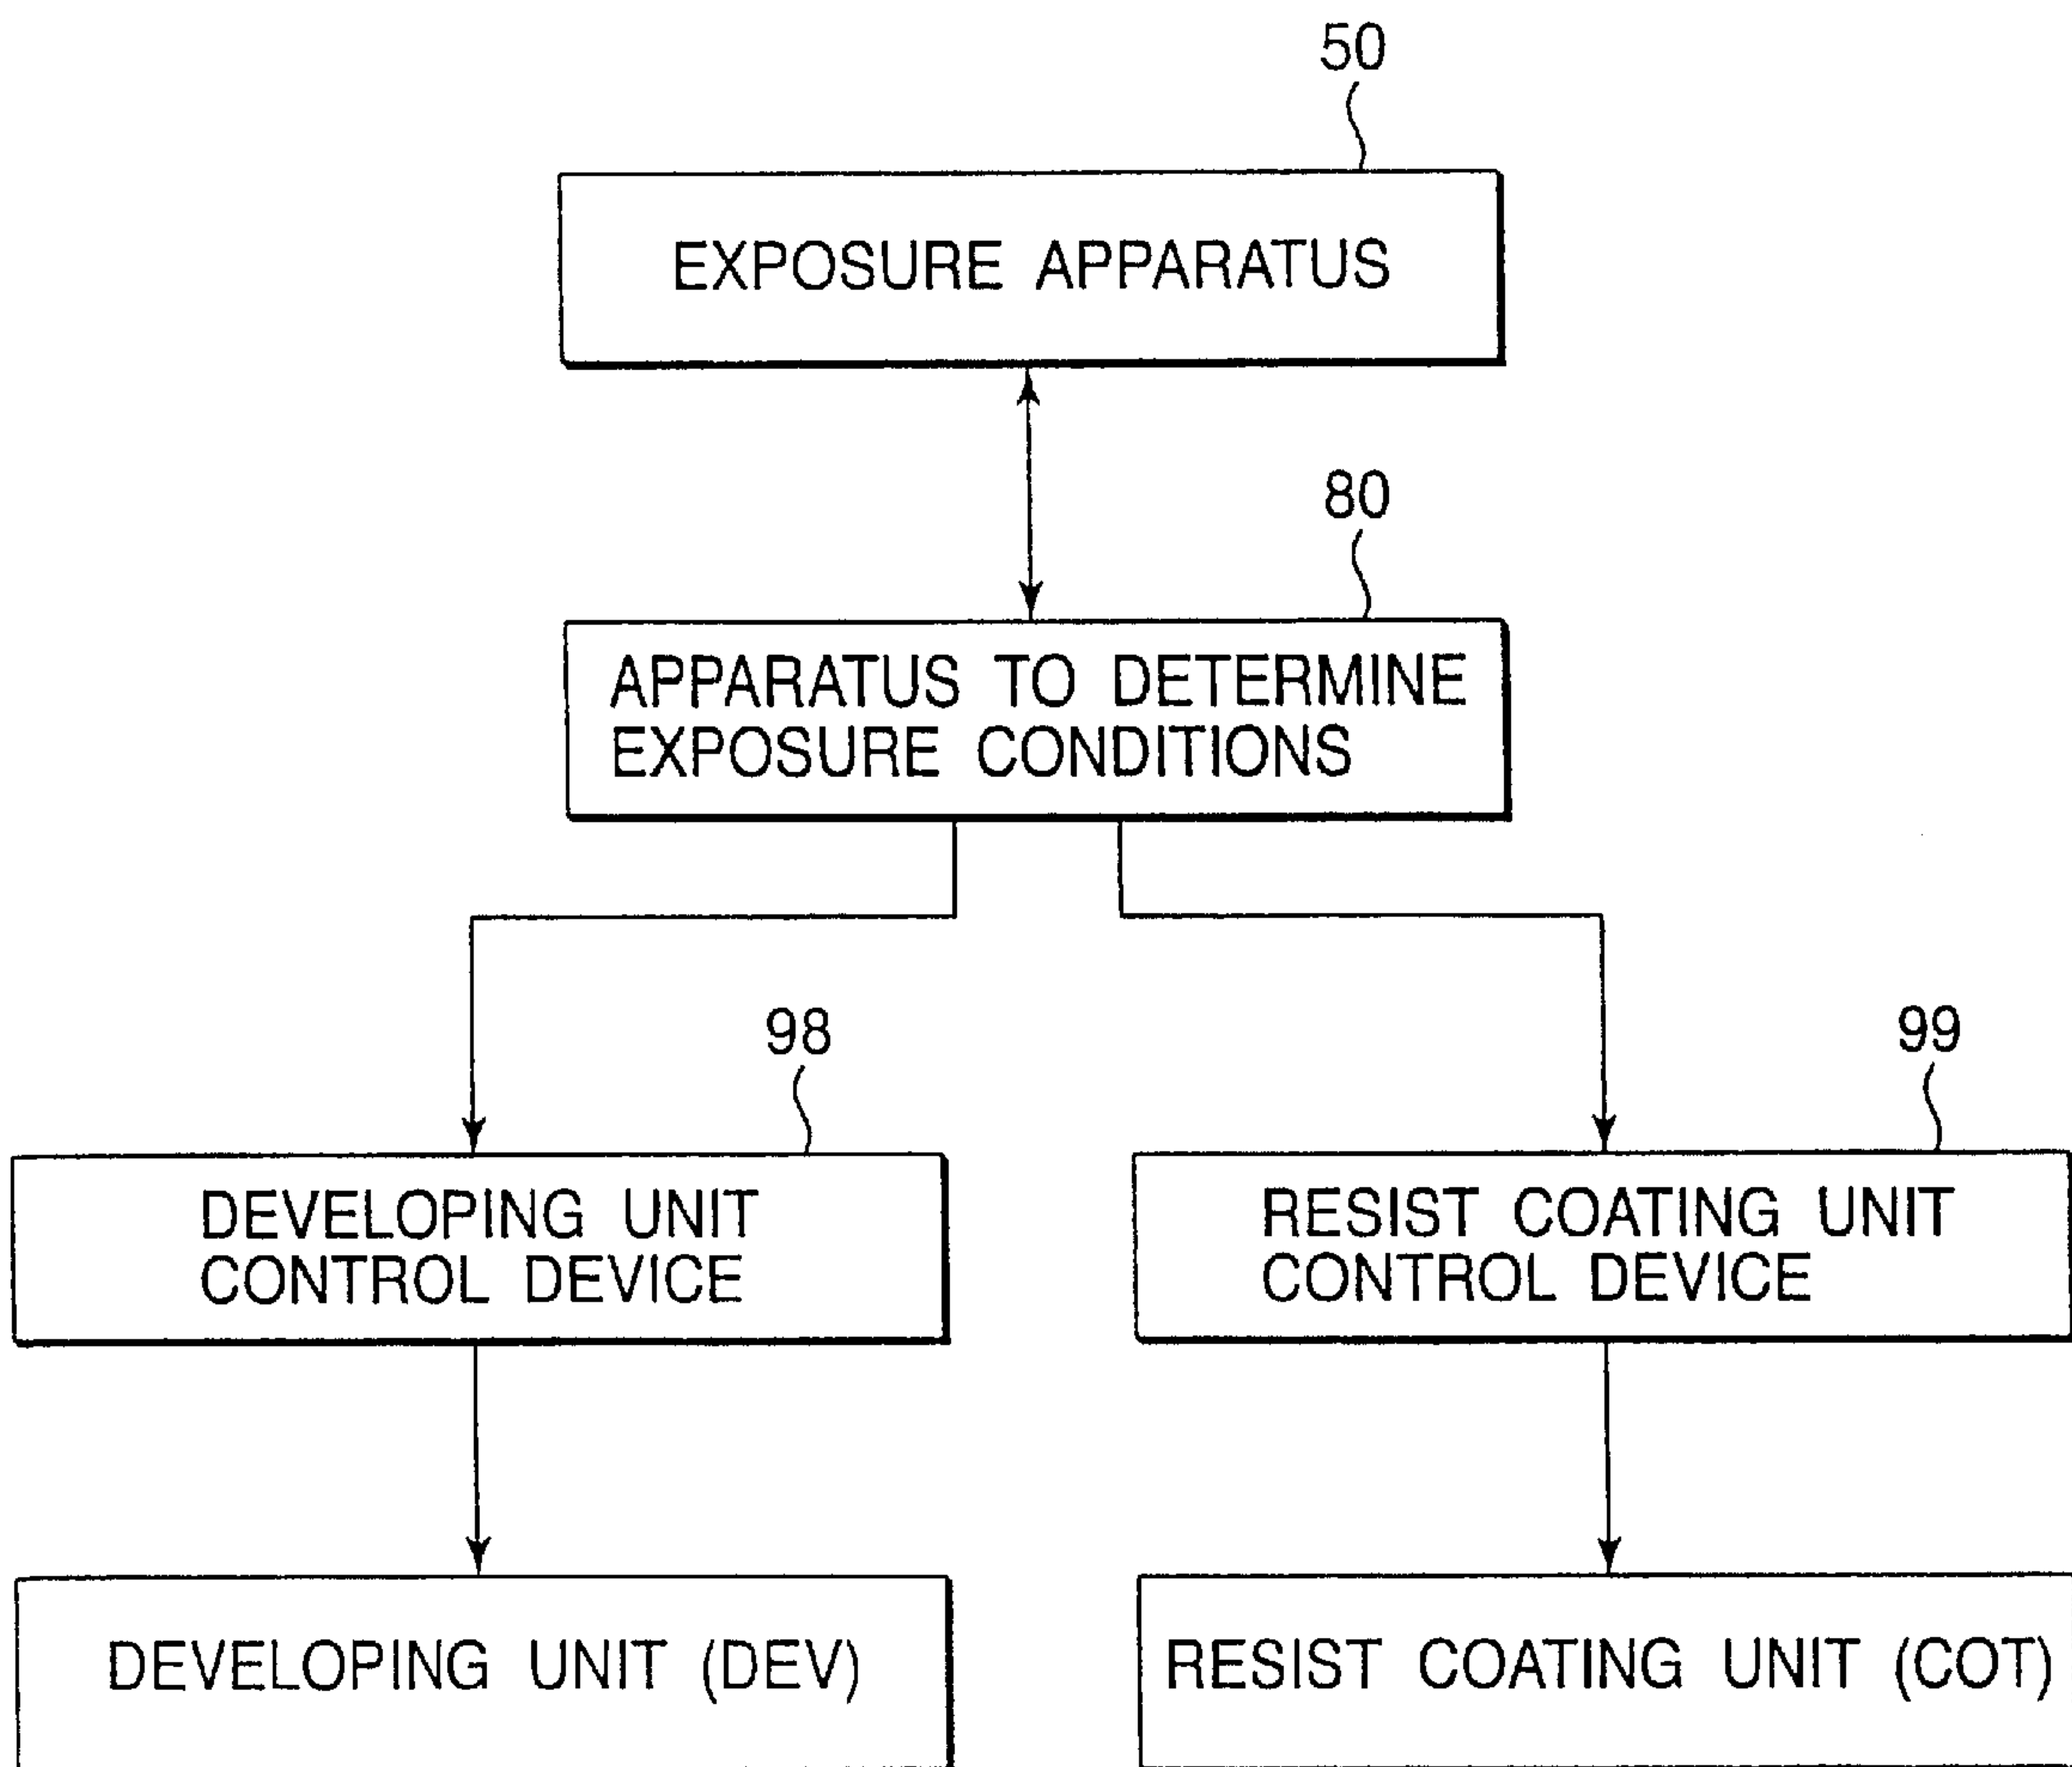 50
EXPOSURE APPARATUS
80
APPARATUS TO DETERMINE
EXPOSURE CONDITIONS
98
DEVELOPING UNIT
CONTROL DEVICE
99
RESIST COATING UNIT
CONTROL DEVICE
DEVELOPING UNIT (DEV)
RESIST COATING UNIT (COT)